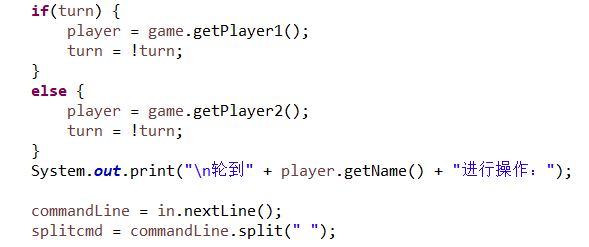 if(turn) {
    player = game.getPlayer1();
    turn = !turn;
}
else {
    player = game.getPlayer2();
    turn = !turn;
}
System.out.print("\n轮到" + player.getName() + "进行操作：");

commandLine = in.nextLine();
splitcmd = commandLine.split(" ");